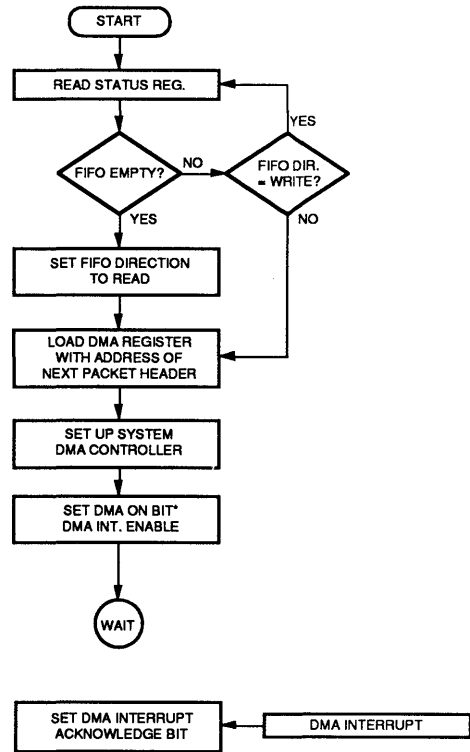 START
READ STATUS REG.
YES
FIFO EMPTY?
NO
FIFO DIR.
= WRITE?
YES
NO
SET FIFO DIRECTION
TO READ
LOAD DMA REGISTER
WITH ADDRESS OF
NEXT PACKET HEADER
SET UP SYSTEM
DMA CONTROLLER
SET DMA ON BIT*
DMA INT. ENABLE
WAIT
SET DMA INTERRUPT
ACKNOWLEDGE BIT
DMA INTERRUPT